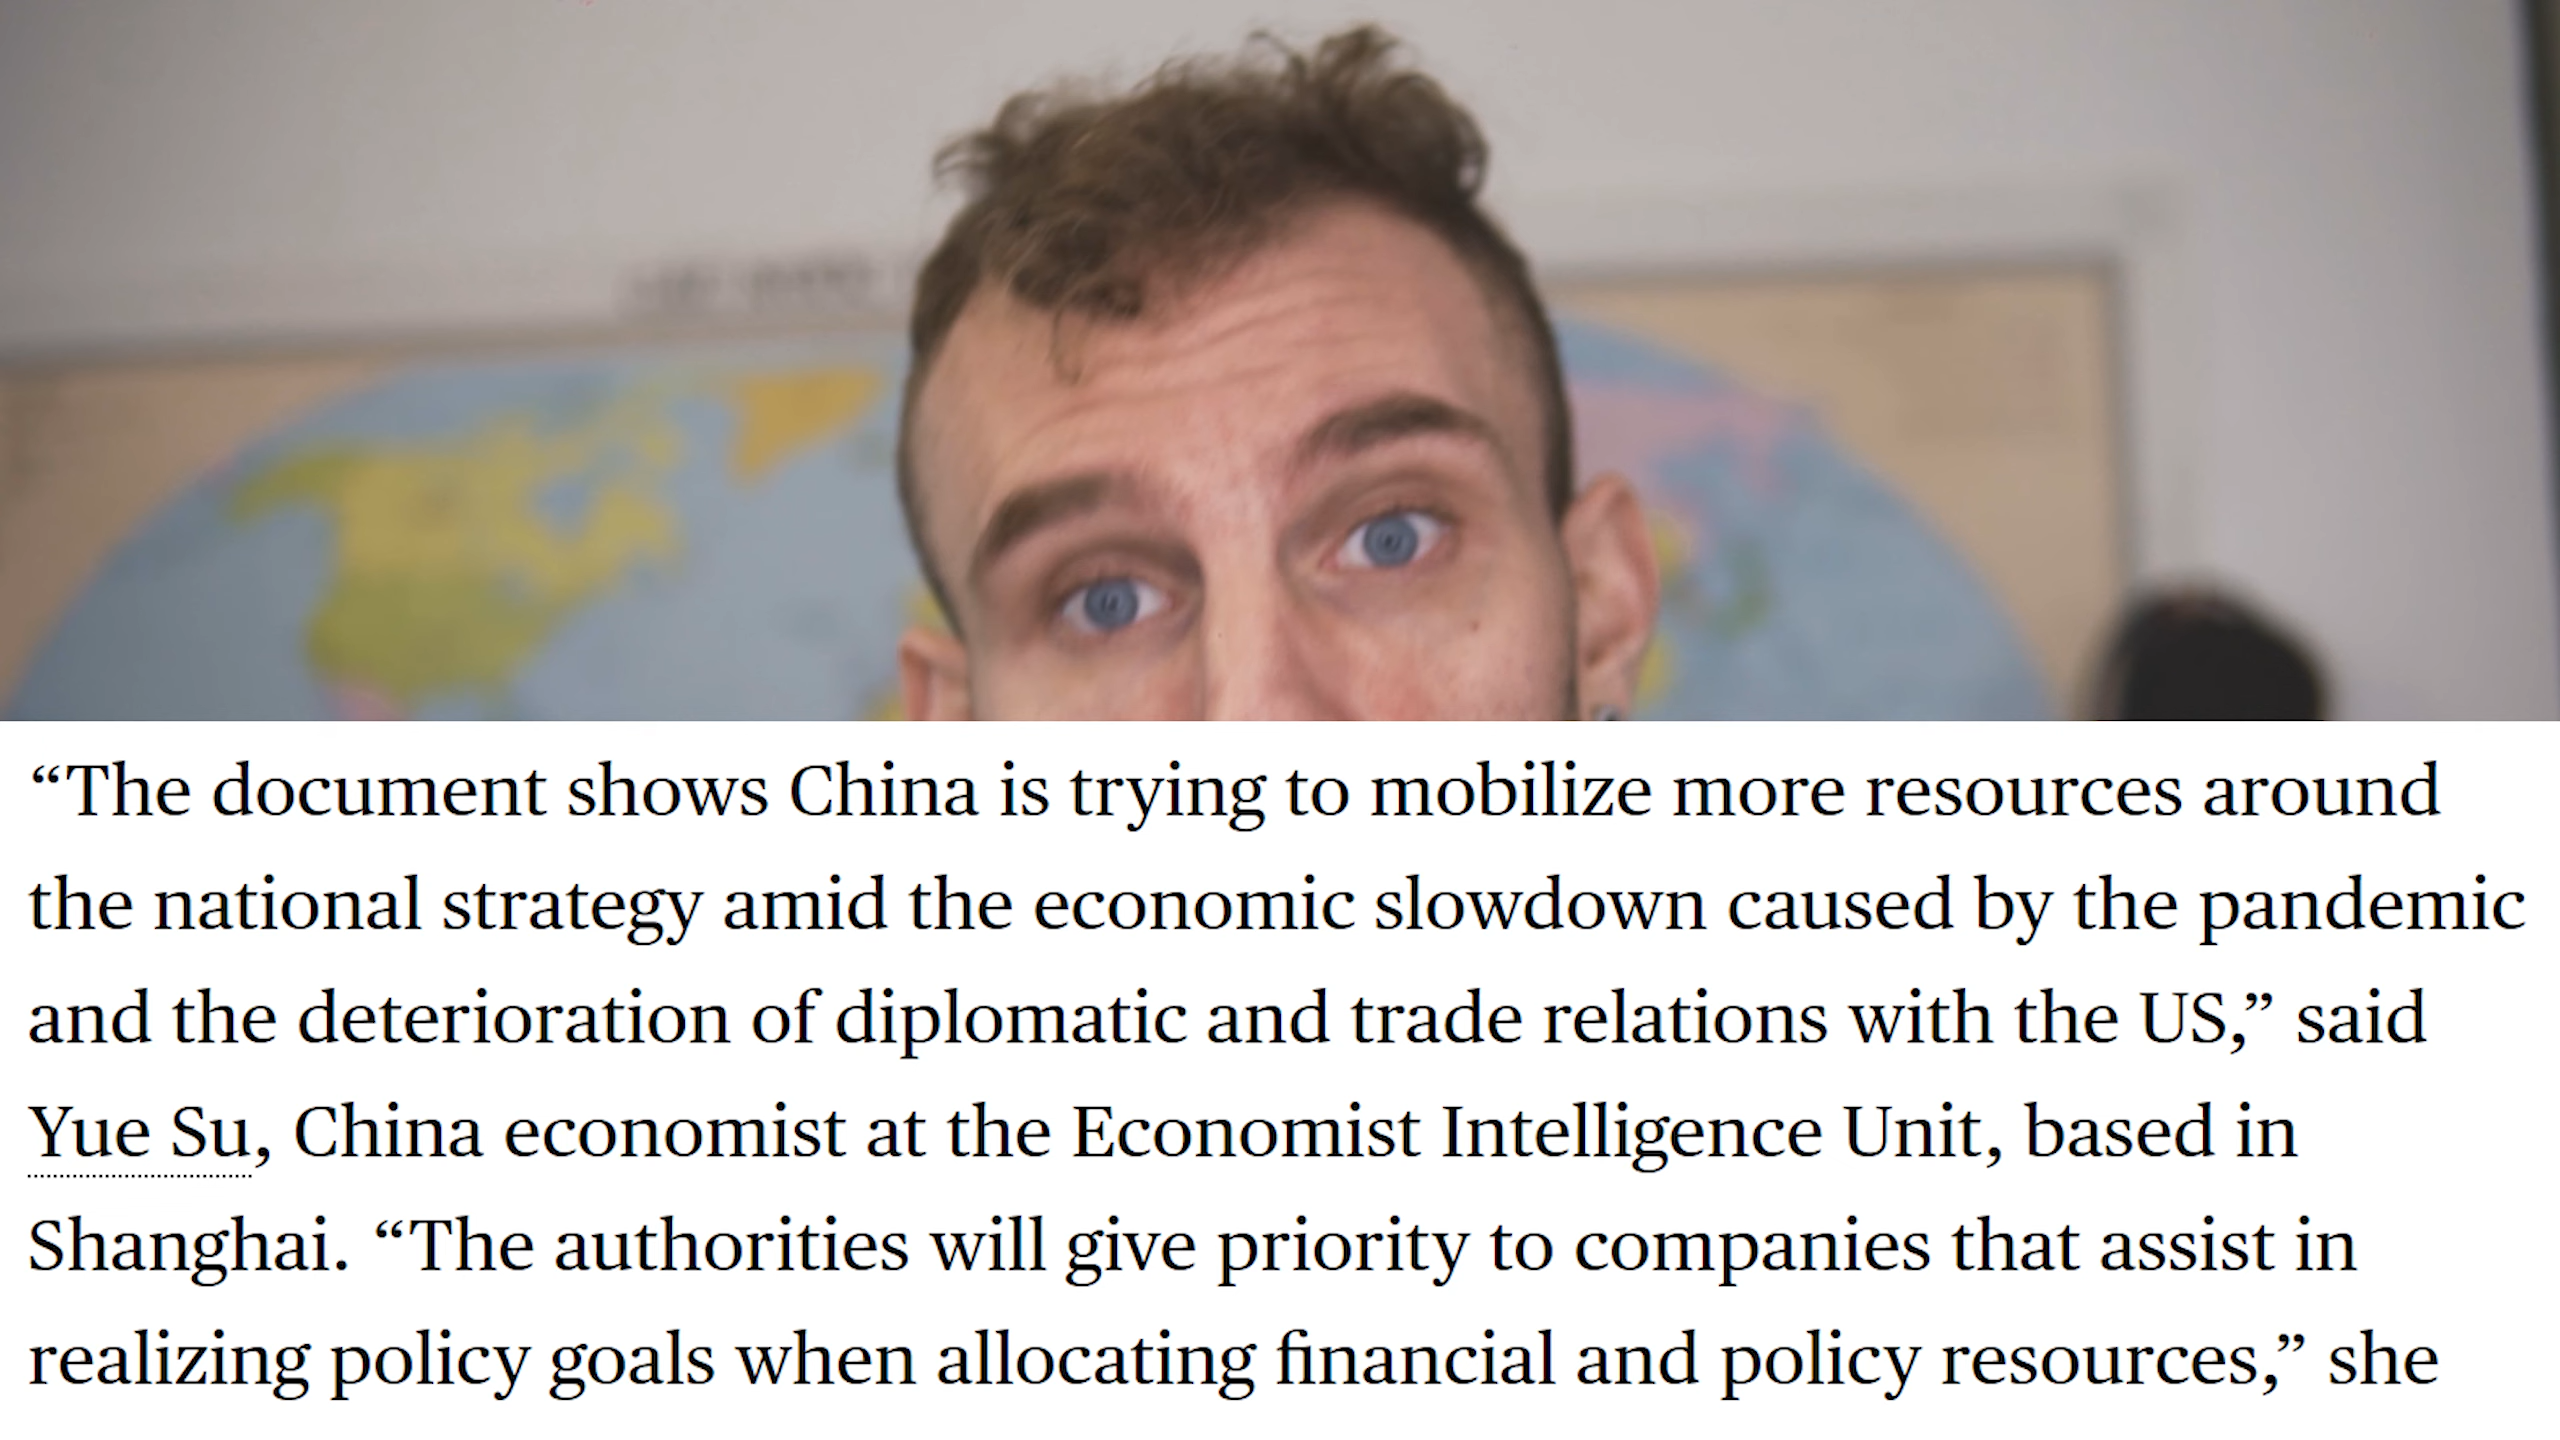 “The document shows China is trying to mobilize more resources around
the national strategy amid the economic slowdown caused by the pandemic
and the deterioration of diplomatic and trade relations with the US,” said
Yue Su, China economist at the Economist Intelligence Unit, based in
Shanghai. “The authorities will give priority to companies that assist in
realizing policy goals when allocating financial and policy resources,” she